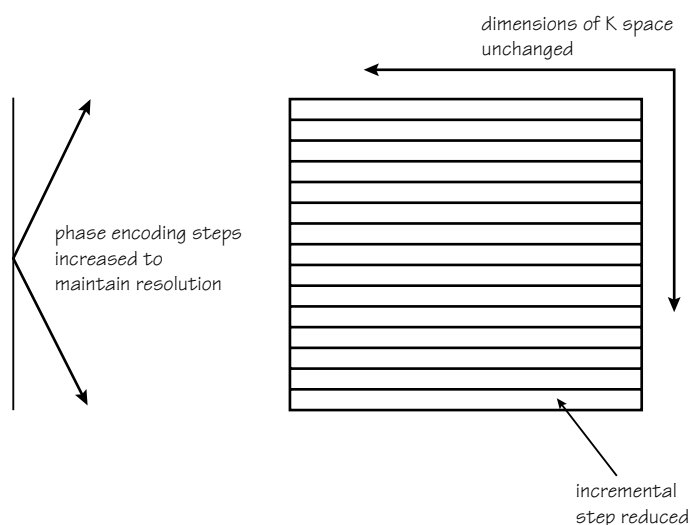 dimensions of K space
unchanged
phase encoding steps
increased to
maintain resolution
incremental
step reduced